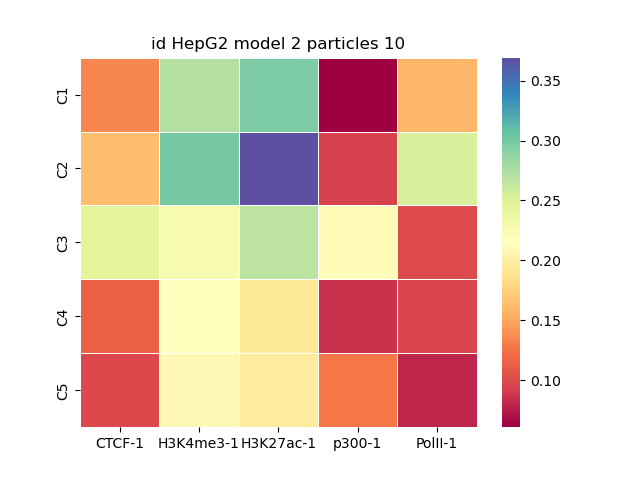 id HepG2 model 2 particles 10
C1
C2
C3
C4
C5
CTCF-1 H3K4me3-1 H3K27ac-1 p300-1 PolII-1
0.35
0.30
0.25
0.20
0.15
0.10